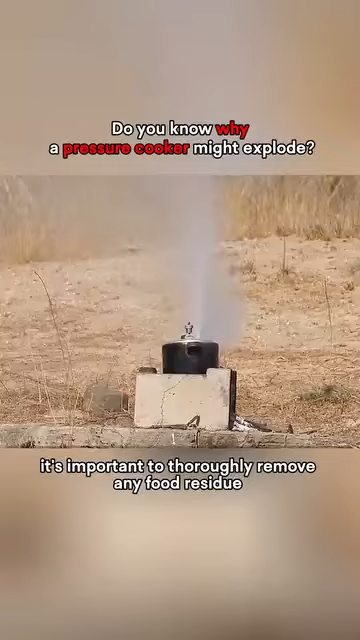 Do you know why
a pressure cooker might explode?
it's important to thoroughly remove
any food residue